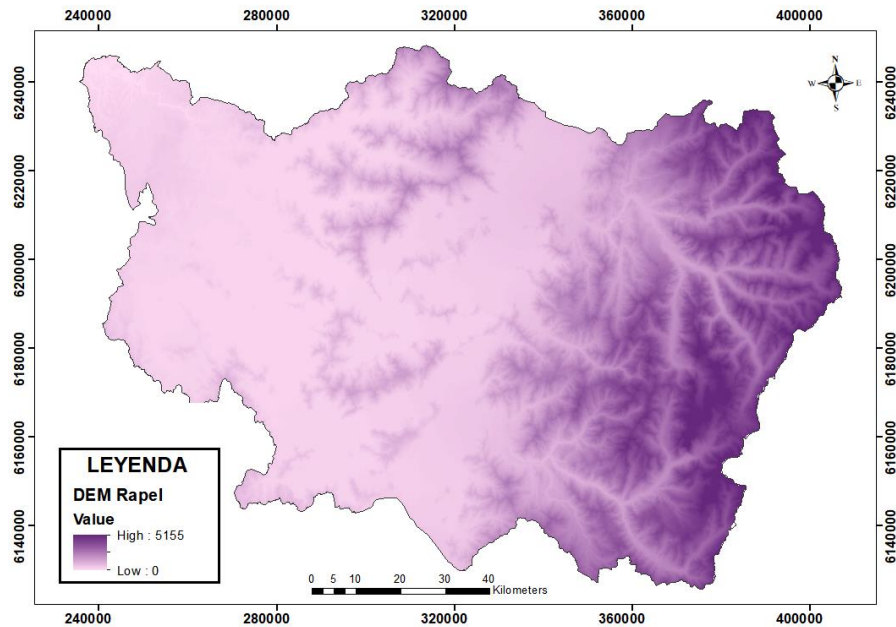 240000 280000 320000 360000 400000
6240000 6240000
N
W E
S
6220000 6220000
6200000 6200000
6180000 6180000
6160000 6160000
6140000 6140000
LEYENDA
DEM Rapel
Value
High : 5155
Low : 0
0 5 10 20 30 40
Kilometers
240000 280000 320000 360000 400000